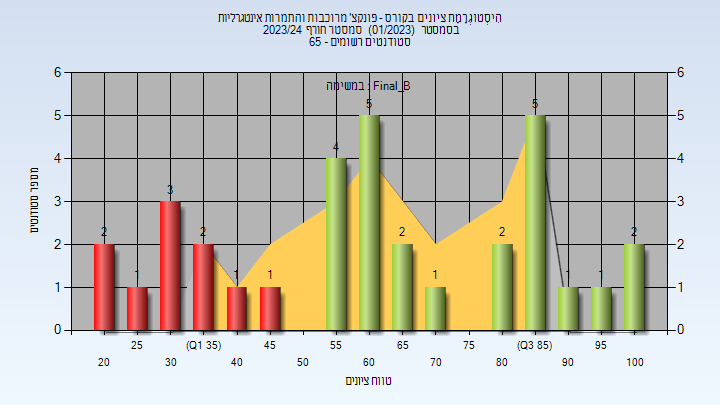 היסטוגרמת ציונים בקורס - פונקצ' מרוכבות והתמרות אינטגרליות
בסמסטר (01/2023) סמסטר חורף 2023/24
סטודנטים רשומים - 65
במשימה : Final_B
6 6
5 5 5 5
4 4 4
3 3 3
2 2 2 2 2 2 2
1 1 1 1 1 1 1 1
0 0
מספר סטודנטים
25 (Q1 35) 45 55 65 75 (Q3 85) 95
20 30 40 50 60 70 80 90 100
טווח ציונים